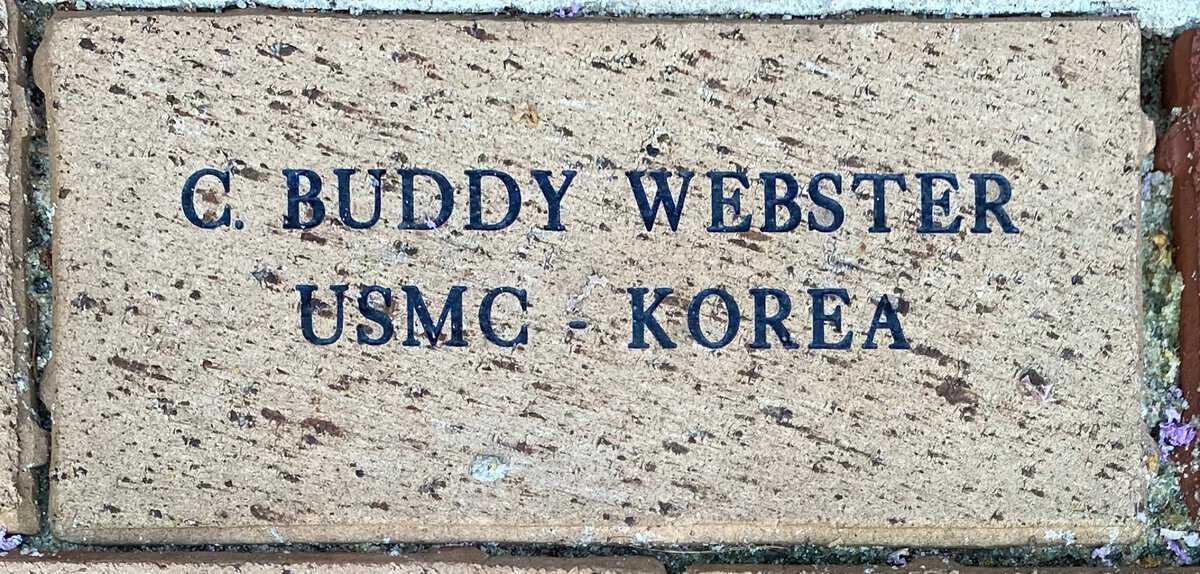 C. BUDDY WEBSTER
USMC - KOREA